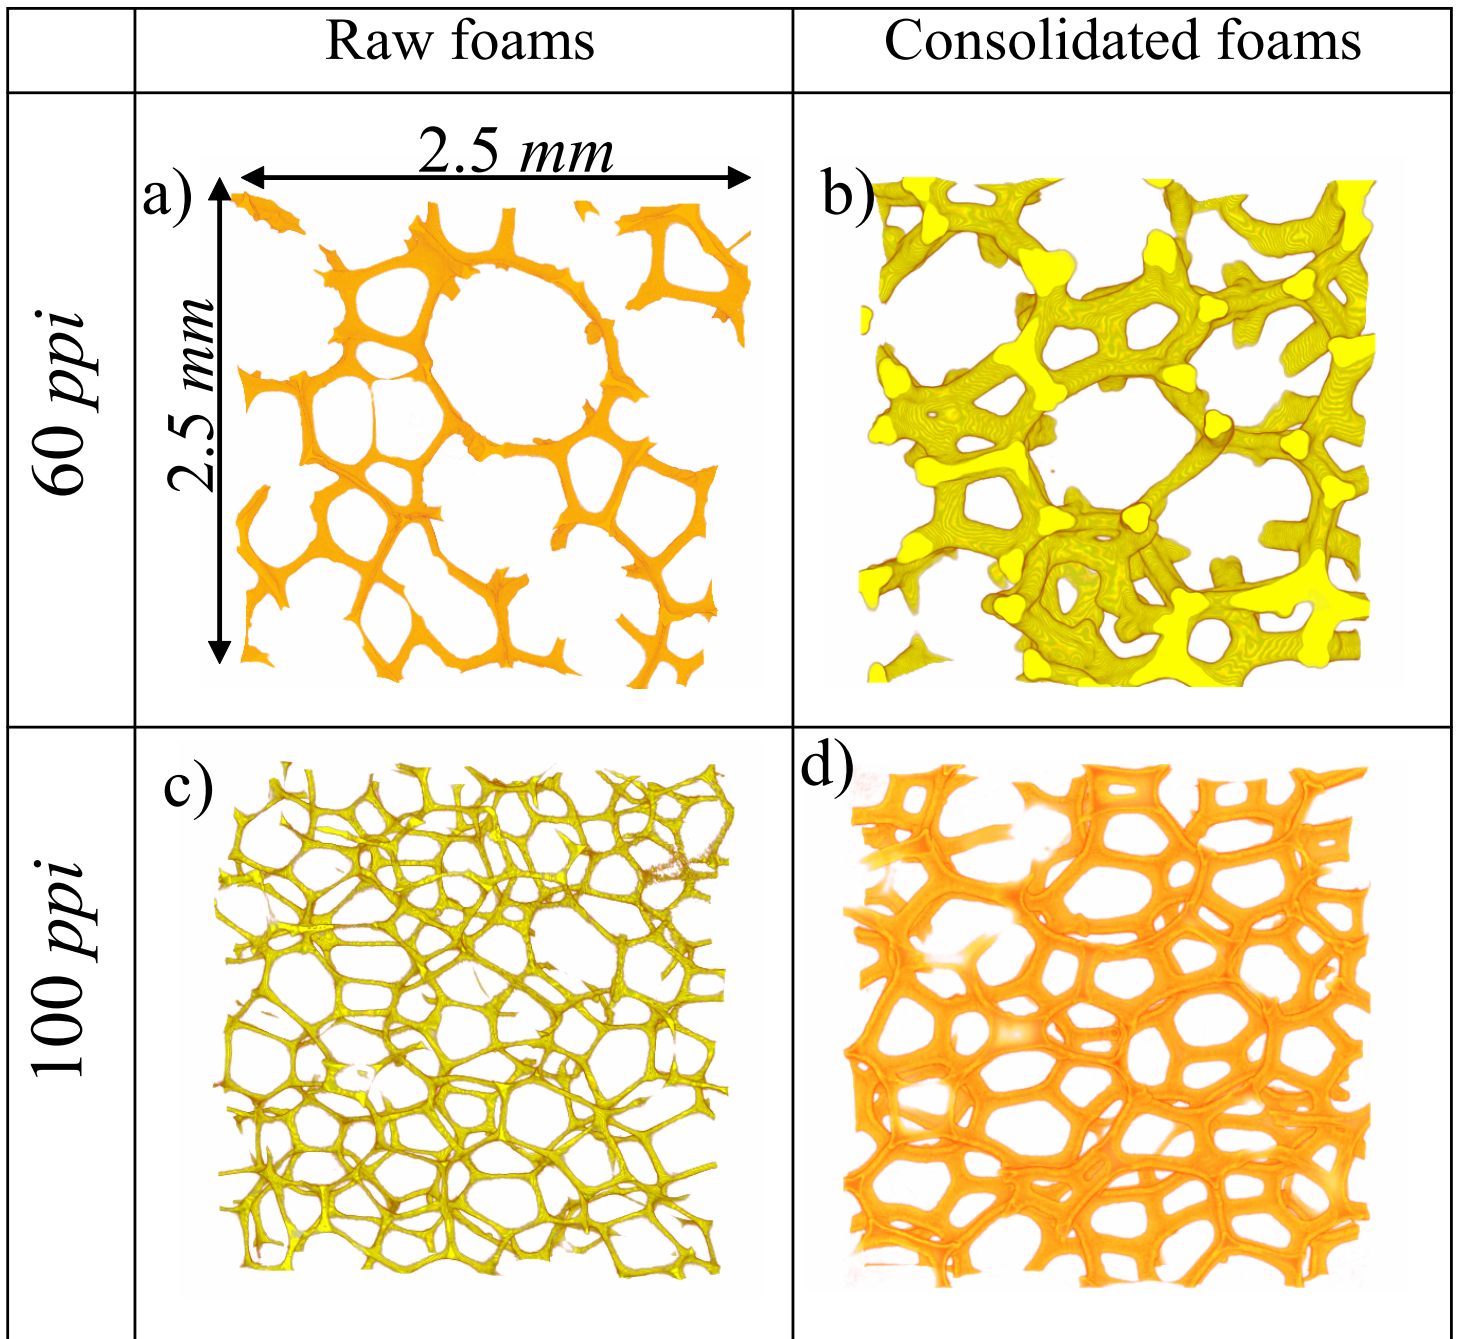 Raw foams
Consolidated foams
60 ppi
a)
2.5 mm
2.5 mm
b)
100 ppi
c)
d)